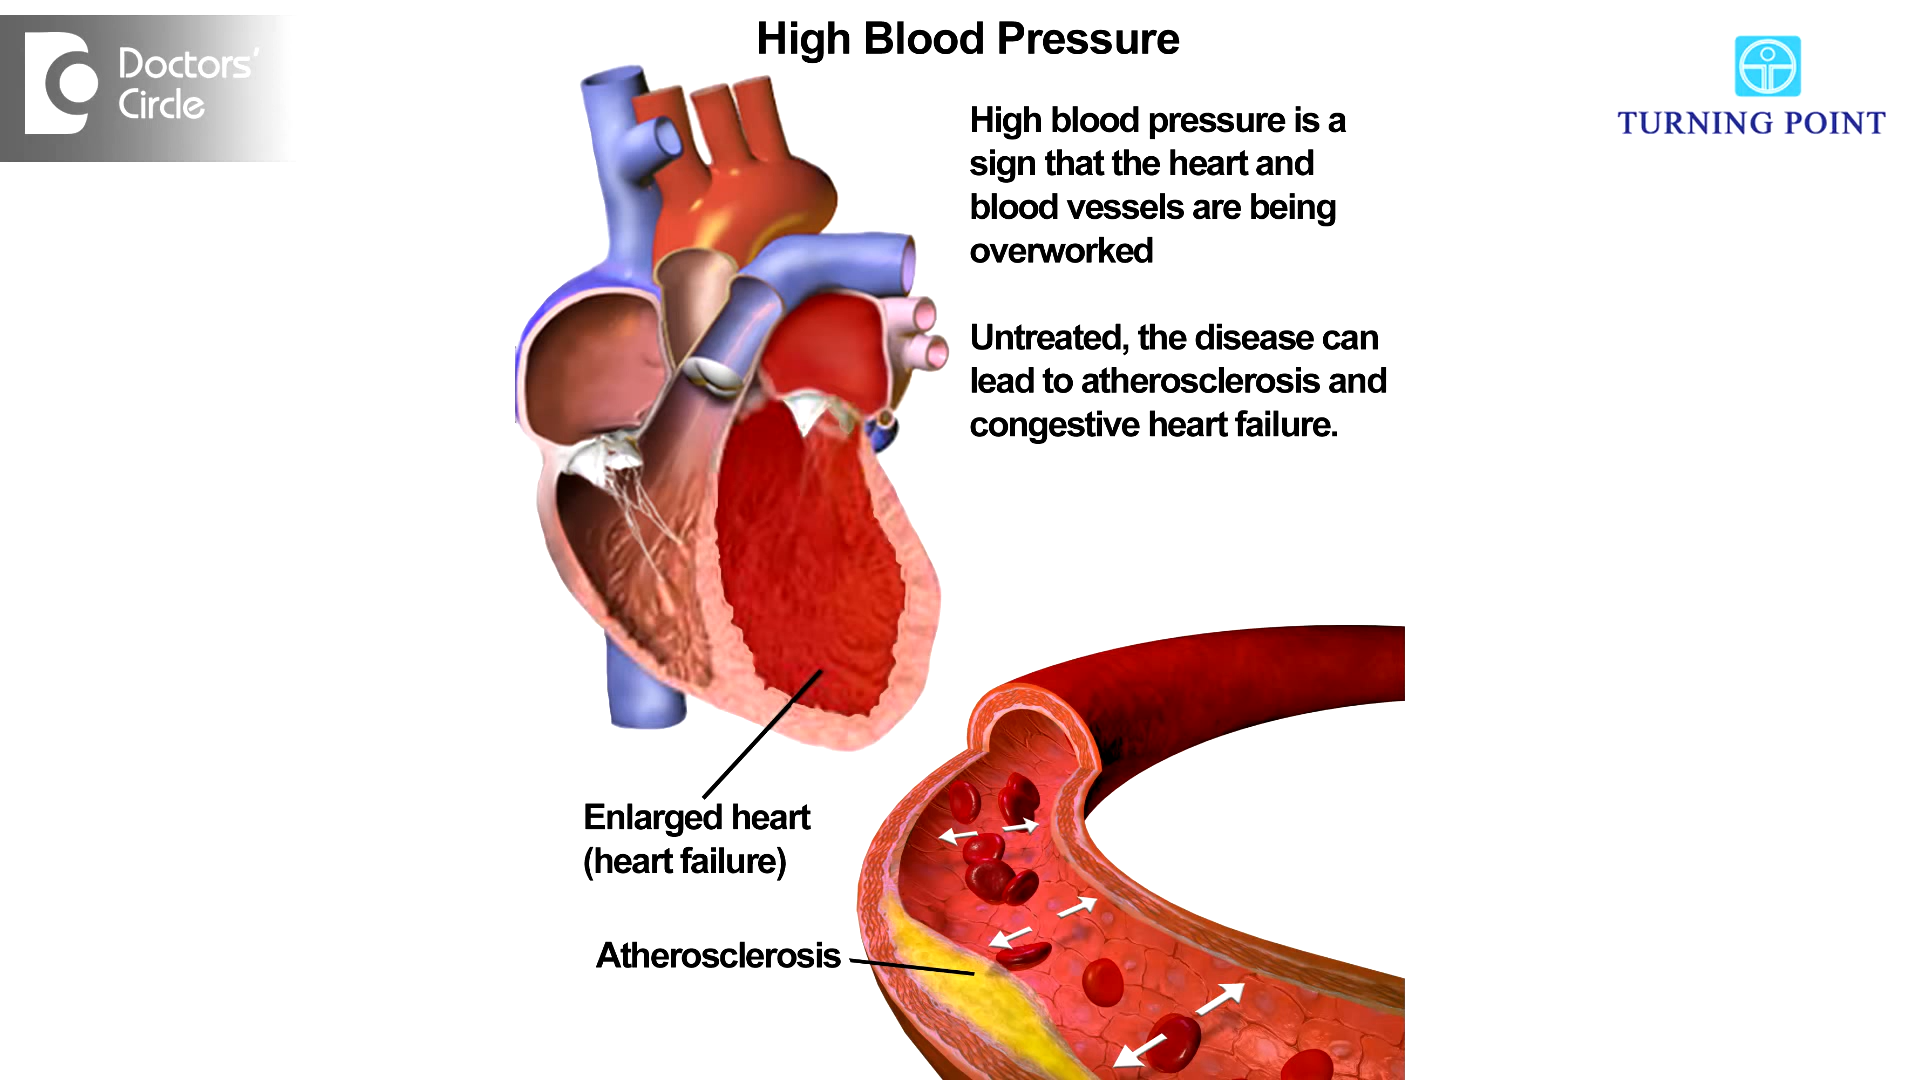 Doctors'
Circle
High Blood Pressure
TURNING POINT
High blood pressure is a
sign that the heart and
blood vessels are being
overworked
Untreated, the disease can
lead to atherosclerosis and
congestive heart failure.
Enlarged heart
(heart failure)
Atherosclerosis